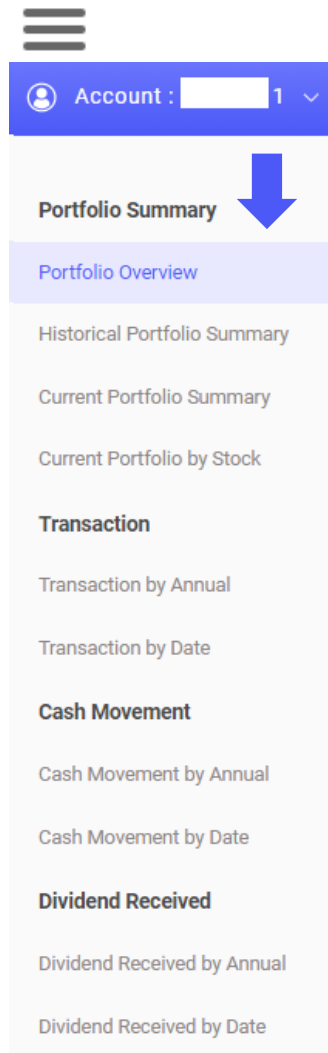 Account : 1
Portfolio Summary
Portfolio Overview
Historical Portfolio Summary
Current Portfolio Summary
Current Portfolio by Stock
Transaction
Transaction by Annual
Transaction by Date
Cash Movement
Cash Movement by Annual
Cash Movement by Date
Dividend Received
Dividend Received by Annual
Dividend Received by Date